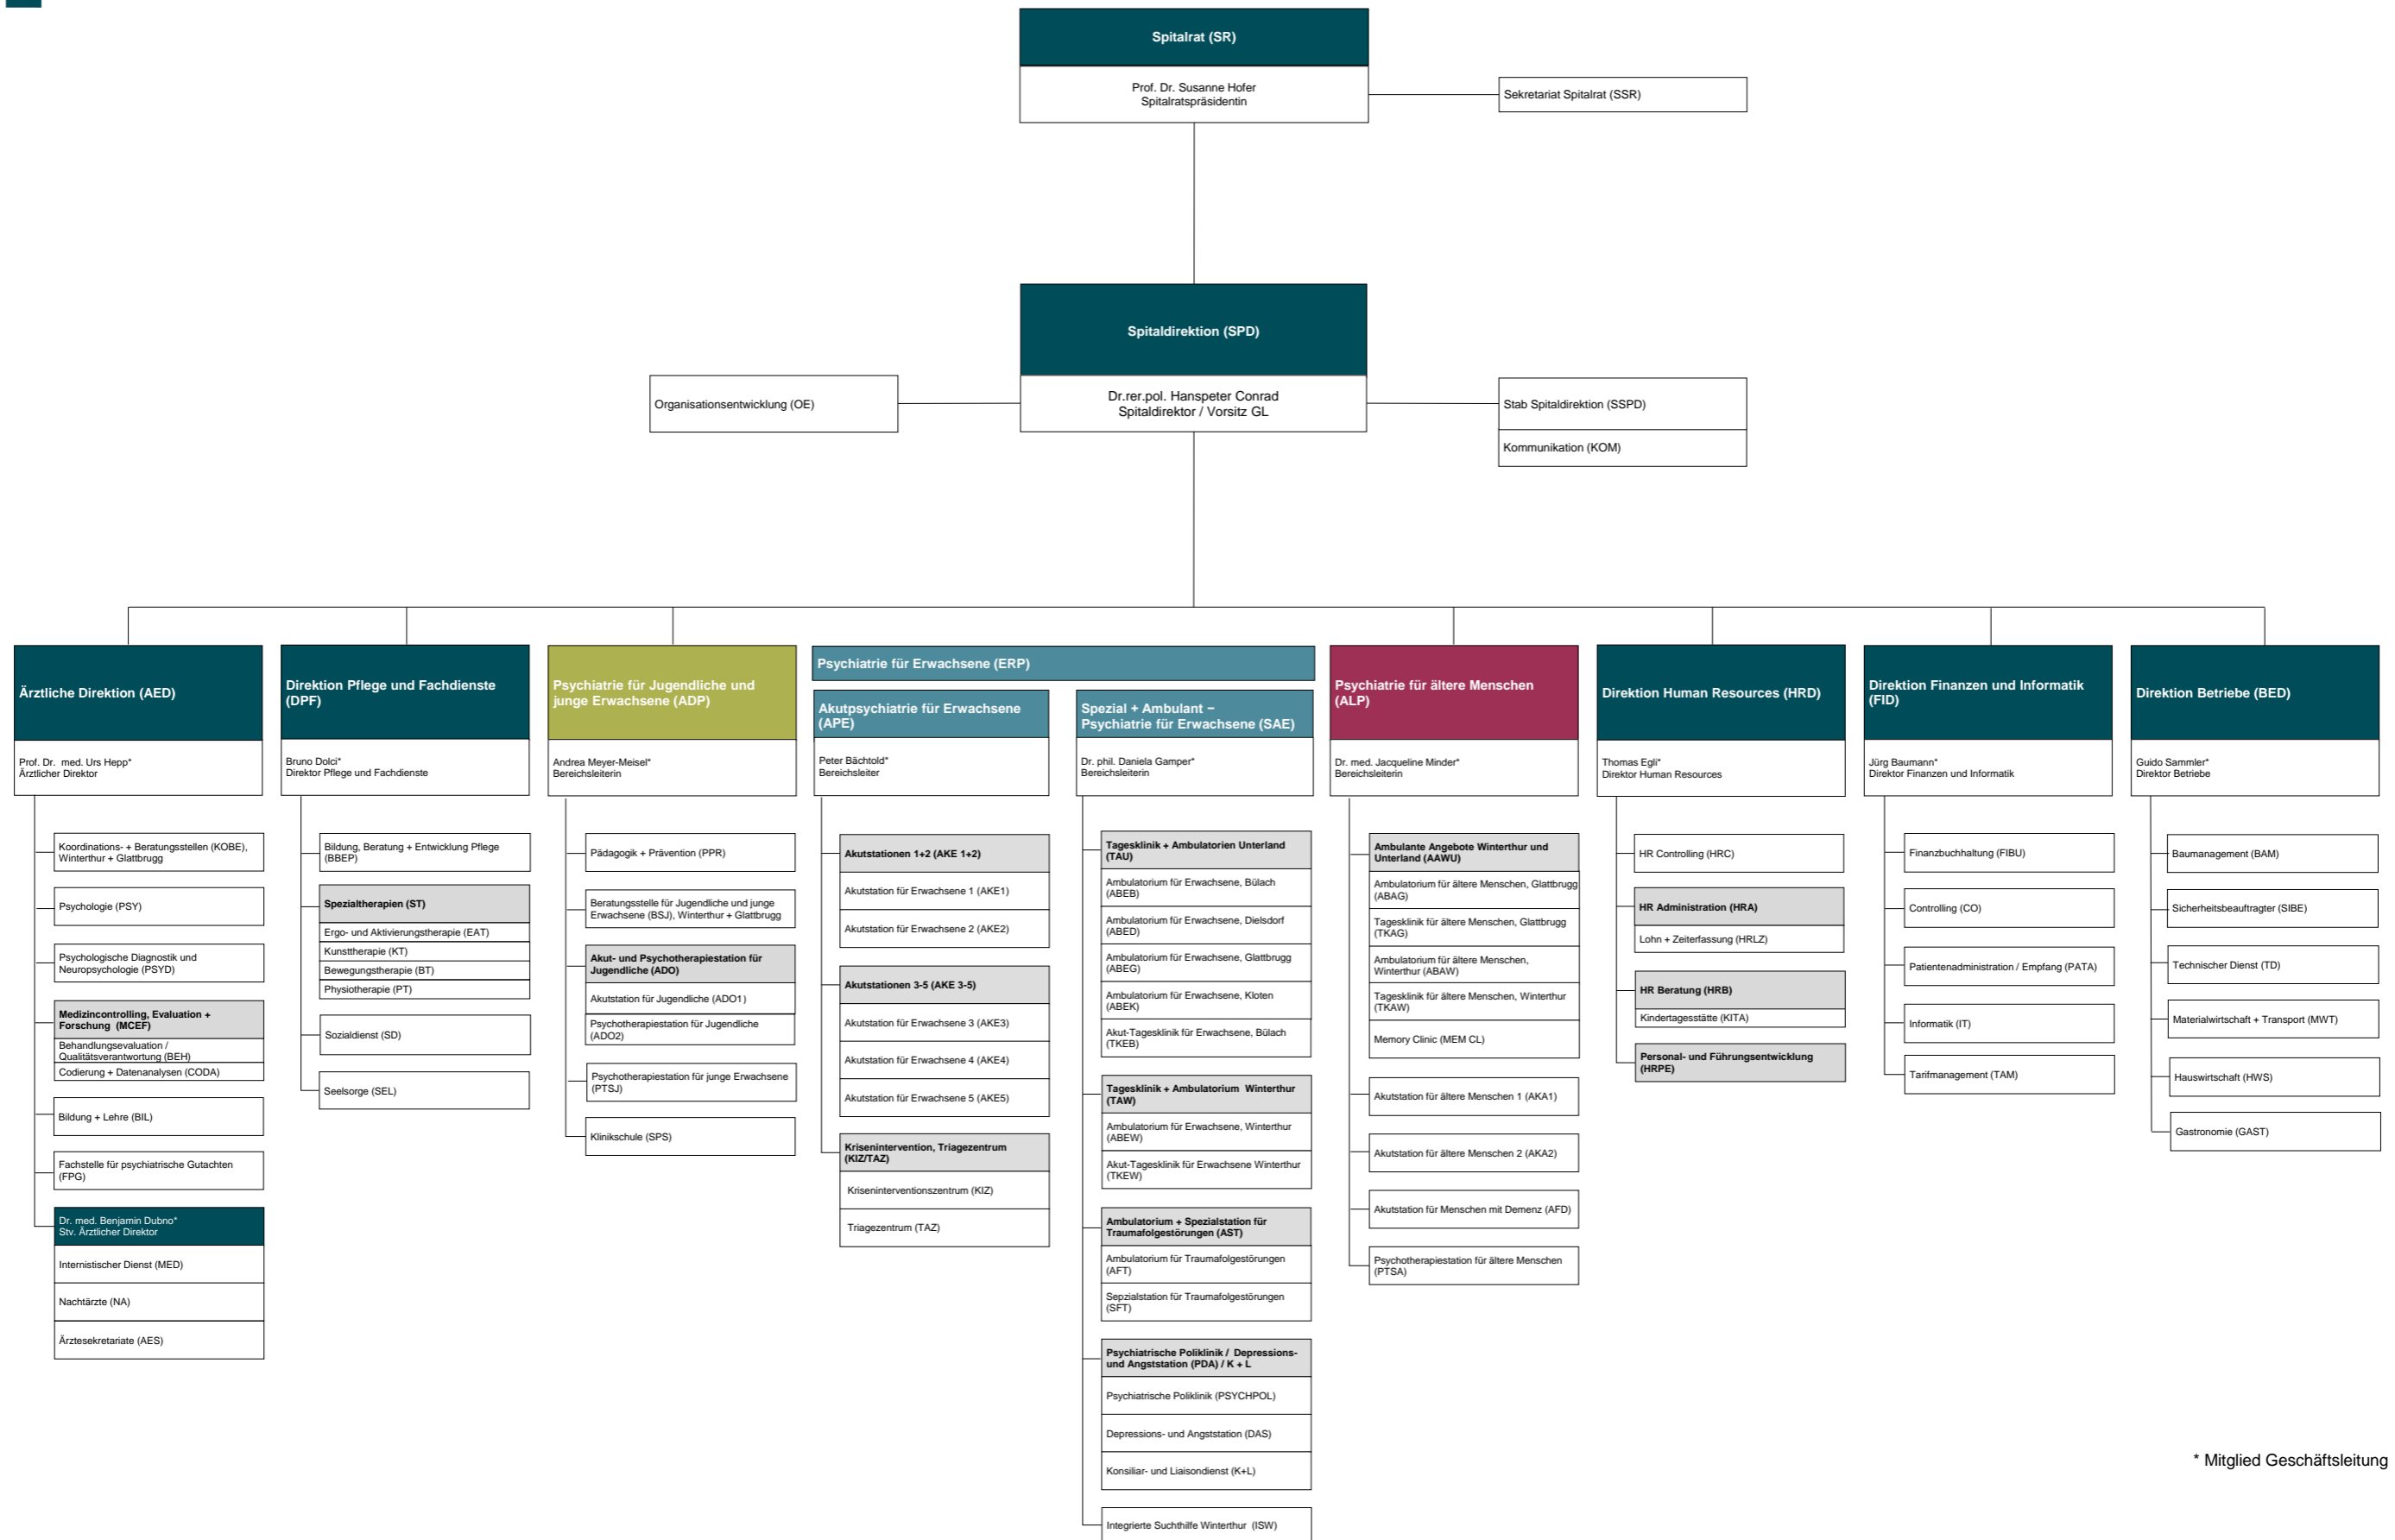 Spitalrat (SR)
Prof. Dr. Susanne Hofer
Spitalratspräsidentin
Sekretariat Spitalrat (SSR)
Spitaldirektion (SPD)
Dr.rer.pol. Hanspeter Conrad
Spitaldirektor / Vorsitz GL
Organisationsentwicklung (OE)
Stab Spitaldirektion (SSPD)
Kommunikation (KOM)
Ärztliche Direktion (AED)
Prof. Dr. med. Urs Hepp*
Ärztlicher Direktor
Koordinations- + Beratungsstellen (KOBE),
Winterthur + Glattbrugg
Psychologie (PSY)
Psychologische Diagnostik und
Neuropsychologie (PSYD)
Medizincontrolling, Evaluation +
Forschung (MCEF)
Behandlungsevaluation /
Qualitätsverantwortung (BEH)
Codierung + Datenanalysen (CODA)
Bildung + Lehre (BIL)
Fachstelle für psychiatrische Gutachten
(FPG)
Dr. med. Benjamin Dubno*
Stv. Ärztlicher Direktor
Internistischer Dienst (MED)
Nachtärzte (NA)
Ärztesekretariate (AES)
Direktion Pflege und Fachdienste
(DPF)
Bruno Dolci*
Direktor Pflege und Fachdienste
Bildung, Beratung + Entwicklung Pflege
(BBEP)
Spezialtherapien (ST)
Ergo- und Aktivierungstherapie (EAT)
Kunsttherapie (KT)
Bewegungstherapie (BT)
Physiotherapie (PT)
Sozialdienst (SD)
Seelsorge (SEL)
Psychiatrie für Jugendliche und
junge Erwachsene (ADP)
Andrea Meyer-Meisel*
Bereichsleiterin
Pädagogik + Prävention (PPR)
Beratungsstelle für Jugendliche und junge
Erwachsene (BSJ), Winterthur + Glattbrugg
Akut- und Psychotherapiestation für
Jugendliche (ADO)
Akutstation für Jugendliche (ADO1)
Psychotherapiestation für Jugendliche
(ADO2)
Psychotherapiestation für junge Erwachsene
(PTSJ)
Klinikschule (SPS)
Psychiatrie für Erwachsene (ERP)
Akutpsychiatrie für Erwachsene
(APE)
Peter Bächtold*
Bereichsleiter
Akutstationen 1+2 (AKE 1+2)
Akutstation für Erwachsene 1 (AKE1)
Akutstation für Erwachsene 2 (AKE2)
Akutstationen 3-5 (AKE 3-5)
Akutstation für Erwachsene 3 (AKE3)
Akutstation für Erwachsene 4 (AKE4)
Akutstation für Erwachsene 5 (AKE5)
Krisenintervention, Triagezentrum
(KIZ/TAZ)
Kriseninterventionszentrum (KIZ)
Triagezentrum (TAZ)
Spezial + Ambulant –
Psychiatrie für Erwachsene (SAE)
Dr. phil. Daniela Gamper*
Bereichsleiterin
Tagesklinik + Ambulatorien Unterland
(TAU)
Ambulatorium für Erwachsene, Bülach
(ABEB)
Ambulatorium für Erwachsene, Dielsdorf
(ABED)
Ambulatorium für Erwachsene, Glattbrugg
(ABEG)
Ambulatorium für Erwachsene, Kloten
(ABEK)
Akut-Tagesklinik für Erwachsene, Bülach
(TKEB)
Tagesklinik + Ambulatorium Winterthur
(TAW)
Ambulatorium für Erwachsene, Winterthur
(ABEW)
Akut-Tagesklinik für Erwachsene Winterthur
(TKEW)
Ambulatorium + Spezialstation für
Traumafolgestörungen (AST)
Ambulatorium für Traumafolgestörungen
(AFT)
Sepzialstation für Traumafolgestörungen
(SFT)
Psychiatrische Poliklinik / Depressions-
und Angststation (PDA) / K + L
Psychiatrische Poliklinik (PSYCHPOL)
Depressions- und Angststation (DAS)
Konsiliar- und Liaisondienst (K+L)
Integrierte Suchthilfe Winterthur (ISW)
Psychiatrie für ältere Menschen
(ALP)
Dr. med. Jacqueline Minder*
Bereichsleiterin
Ambulante Angebote Winterthur und
Unterland (AAWU)
Ambulatorium für ältere Menschen, Glattbrugg
(ABAG)
Tagesklinik für ältere Menschen, Glattbrugg
(TKAG)
Ambulatorium für ältere Menschen,
Winterthur (ABAW)
Tagesklinik für ältere Menschen, Winterthur
(TKAW)
Memory Clinic (MEM CL)
Akutstation für ältere Menschen 1 (AKA1)
Akutstation für ältere Menschen 2 (AKA2)
Akutstation für Menschen mit Demenz (AFD)
Psychotherapiestation für ältere Menschen
(PTSA)
Direktion Human Resources (HRD)
Thomas Egli*
Direktor Human Resources
HR Controlling (HRC)
HR Administration (HRA)
Lohn + Zeiterfassung (HRLZ)
HR Beratung (HRB)
Kindertagesstätte (KITA)
Personal- und Führungsentwicklung
(HRPE)
Direktion Finanzen und Informatik
(FID)
Jürg Baumann*
Direktor Finanzen und Informatik
Finanzbuchhaltung (FIBU)
Controlling (CO)
Patientenadministration / Empfang (PATA)
Informatik (IT)
Tarifmanagement (TAM)
Direktion Betriebe (BED)
Guido Sammler*
Direktor Betriebe
Baumanagement (BAM)
Sicherheitsbeauftragter (SIBE)
Technischer Dienst (TD)
Materialwirtschaft + Transport (MWT)
Hauswirtschaft (HWS)
Gastronomie (GAST)
* Mitglied Geschäftsleitung